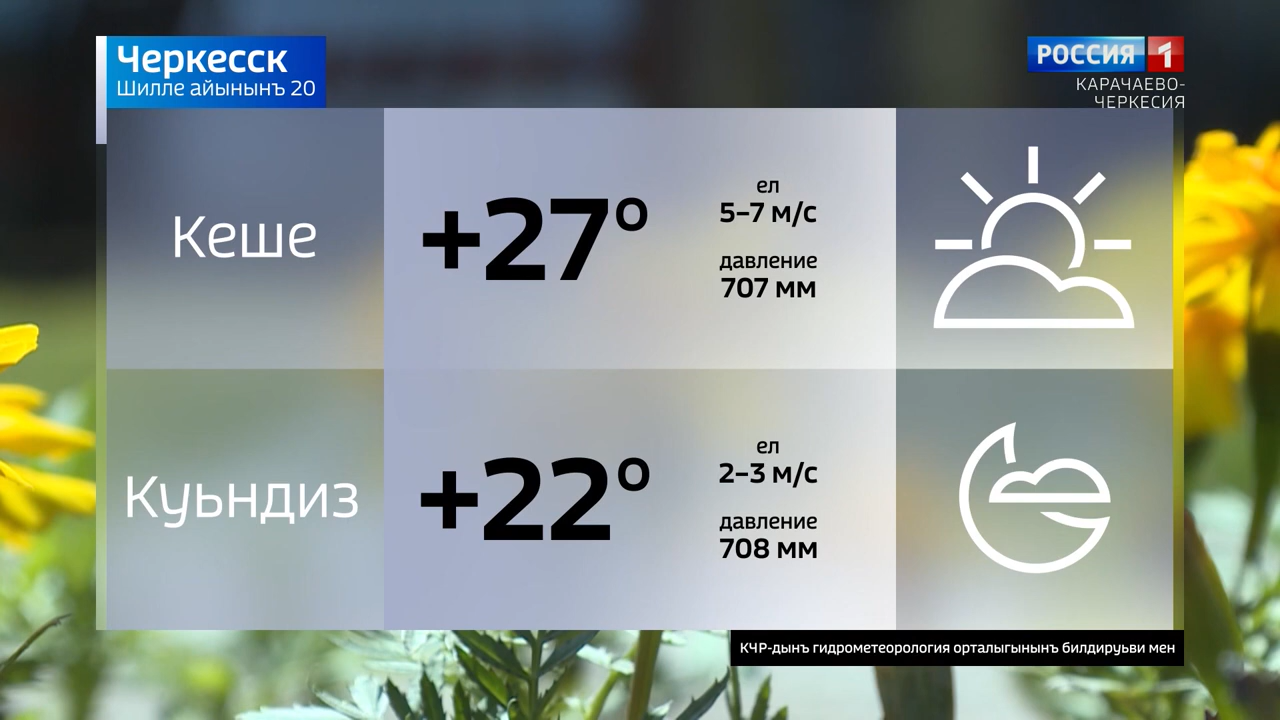 Черкесск
Шилле айынынъ 20
РОССИЯ 1
КАРАЧАЕВО-
ЧЕРКЕСИЯ
Кеше
+27°
ел
5–7 м/с
давление
707 мм
Куьндиз
+22°
ел
2–3 м/с
давление
708 мм
КЧР-дынъ гидрометеорология орталыгынынъ билдируьви мен